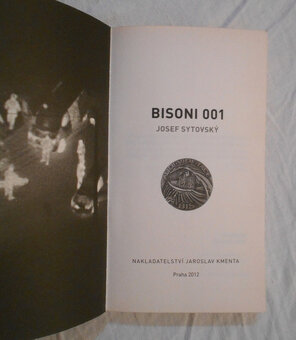 BISONI 001
JOSEF SYTOVSKÝ
NAKLADATELSTVÍ JAROSLAV KMENTA
Praha 2012